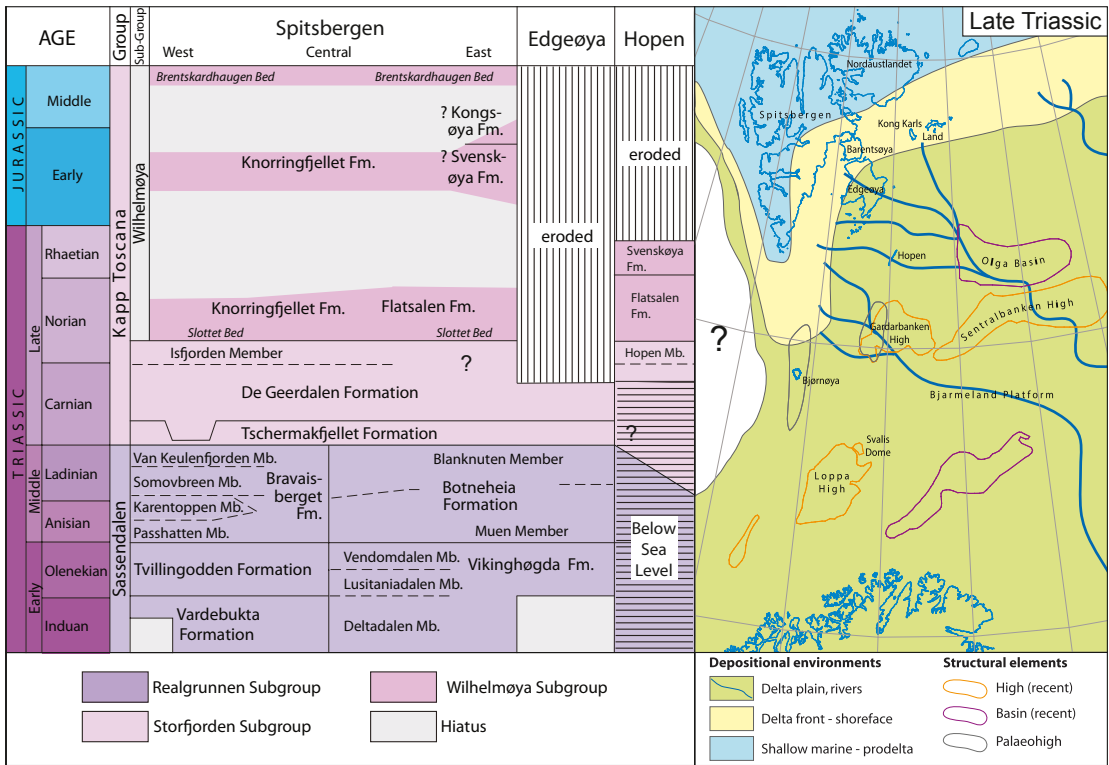 AGE
Group
Sub-Group
Spitsbergen
West
Central
East
Edgeøya
Hopen
JURASSIC
Middle
Early
TRIASSIC
Late
Rhaetian
Norian
Carnian
Middle
Ladinian
Anisian
Early
Olenekian
Induan
Kapp Toscana
Sassendalen
Wilhelmøya
Brentskardhaugen Bed
Brentskardhaugen Bed
? Kongs-
øya Fm.
Knorringfjellet Fm.
? Svensk-
øya Fm.
Knorringfjellet Fm.
Flatsalen Fm.
Slottet Bed
Slottet Bed
Isfjorden Member
?
De Geerdalen Formation
Tschermakfjellet Formation
Van Keulenfjorden Mb.
Somovbreen Mb.
Karentoppen Mb.
Passhatten Mb.
Bravais-
berget
Fm.
Blanknuten Member
Botneheia
Formation
Muen Member
Tvillingodden Formation
Vendomdalen Mb.
Vikinghøgda Fm.
Lusitaniadalen Mb.
Vardebukta
Formation
Deltadalen Mb.
eroded
eroded
Svenskøya
Fm.
Flatsalen
Fm.
Hopen Mb.
?
Below
Sea
Level
Realgrunnen Subgroup
Storfjorden Subgroup
Wilhelmøya Subgroup
Hiatus
Late Triassic
Nordaustlandet
Spitsbergen
Kong Karls
Land
Barentsøya
Edgeøya
Hopen
Olga Basin
Sentralbanken High
Gardarbanken
High
?
Bjørnøya
Bjarmeland Platform
Svalis
Dome
Loppa
High
Depositional environments
Delta plain, rivers
Delta front - shoreface
Shallow marine - prodelta
Structural elements
High (recent)
Basin (recent)
Palaeohigh